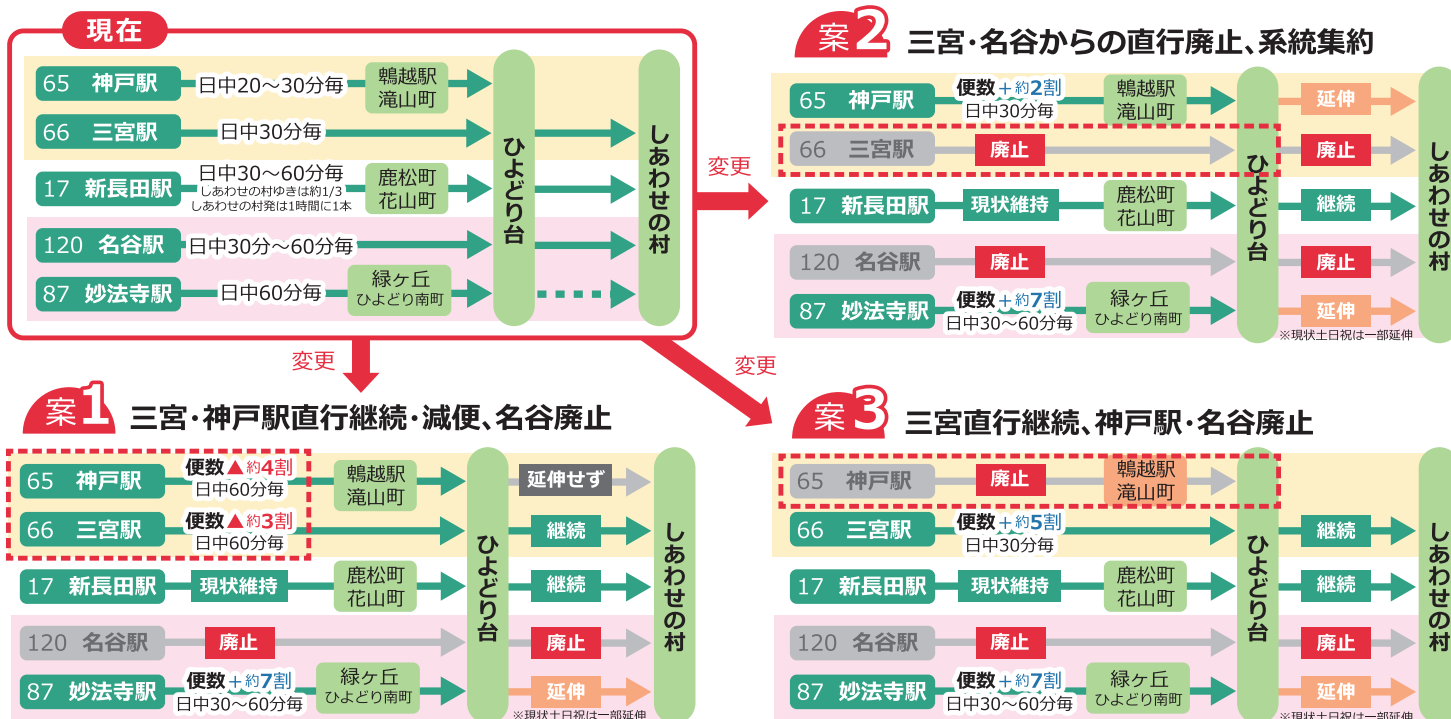 現在
65 神戸駅 日中20～30分毎 鵯越駅
滝山町
66 三宮駅 日中30分毎
17 新長田駅 日中30～60分毎
しあわせの村ゆきは約1/3
しあわせの村発は1時間に1本
鹿松町
花山町
120 名谷駅 日中30分～60分毎
87 妙法寺駅 日中60分毎 緑ヶ丘
ひよどり南町
ひよどり台
しあわせの村
変更
変更
変更
案2 三宮・名谷からの直行廃止、系統集約
65 神戸駅 便数+約2割
日中30分毎
鵯越駅
滝山町
延伸
66 三宮駅 廃止 廃止
17 新長田駅 現状維持 鹿松町
花山町
継続
120 名谷駅 廃止 廃止
87 妙法寺駅 便数+約7割
日中30～60分毎
緑ヶ丘
ひよどり南町
延伸
※現状土日祝は一部延伸
ひよどり台
しあわせの村
案1 三宮・神戸駅直行継続・減便、名谷廃止
65 神戸駅 便数▲約4割
日中60分毎
鵯越駅
滝山町
延伸せず
66 三宮駅 便数▲約3割
日中60分毎
継続
17 新長田駅 現状維持 鹿松町
花山町
継続
120 名谷駅 廃止 廃止
87 妙法寺駅 便数+約7割
日中30～60分毎
緑ヶ丘
ひよどり南町
延伸
※現状土日祝は一部延伸
ひよどり台
しあわせの村
案3 三宮直行継続、神戸駅・名谷廃止
65 神戸駅 廃止 鵯越駅
滝山町
66 三宮駅 便数+約5割
日中30分毎
継続
17 新長田駅 現状維持 鹿松町
花山町
継続
120 名谷駅 廃止 廃止
87 妙法寺駅 便数+約7割
日中30～60分毎
緑ヶ丘
ひよどり南町
延伸
※現状土日祝は一部延伸
ひよどり台
しあわせの村